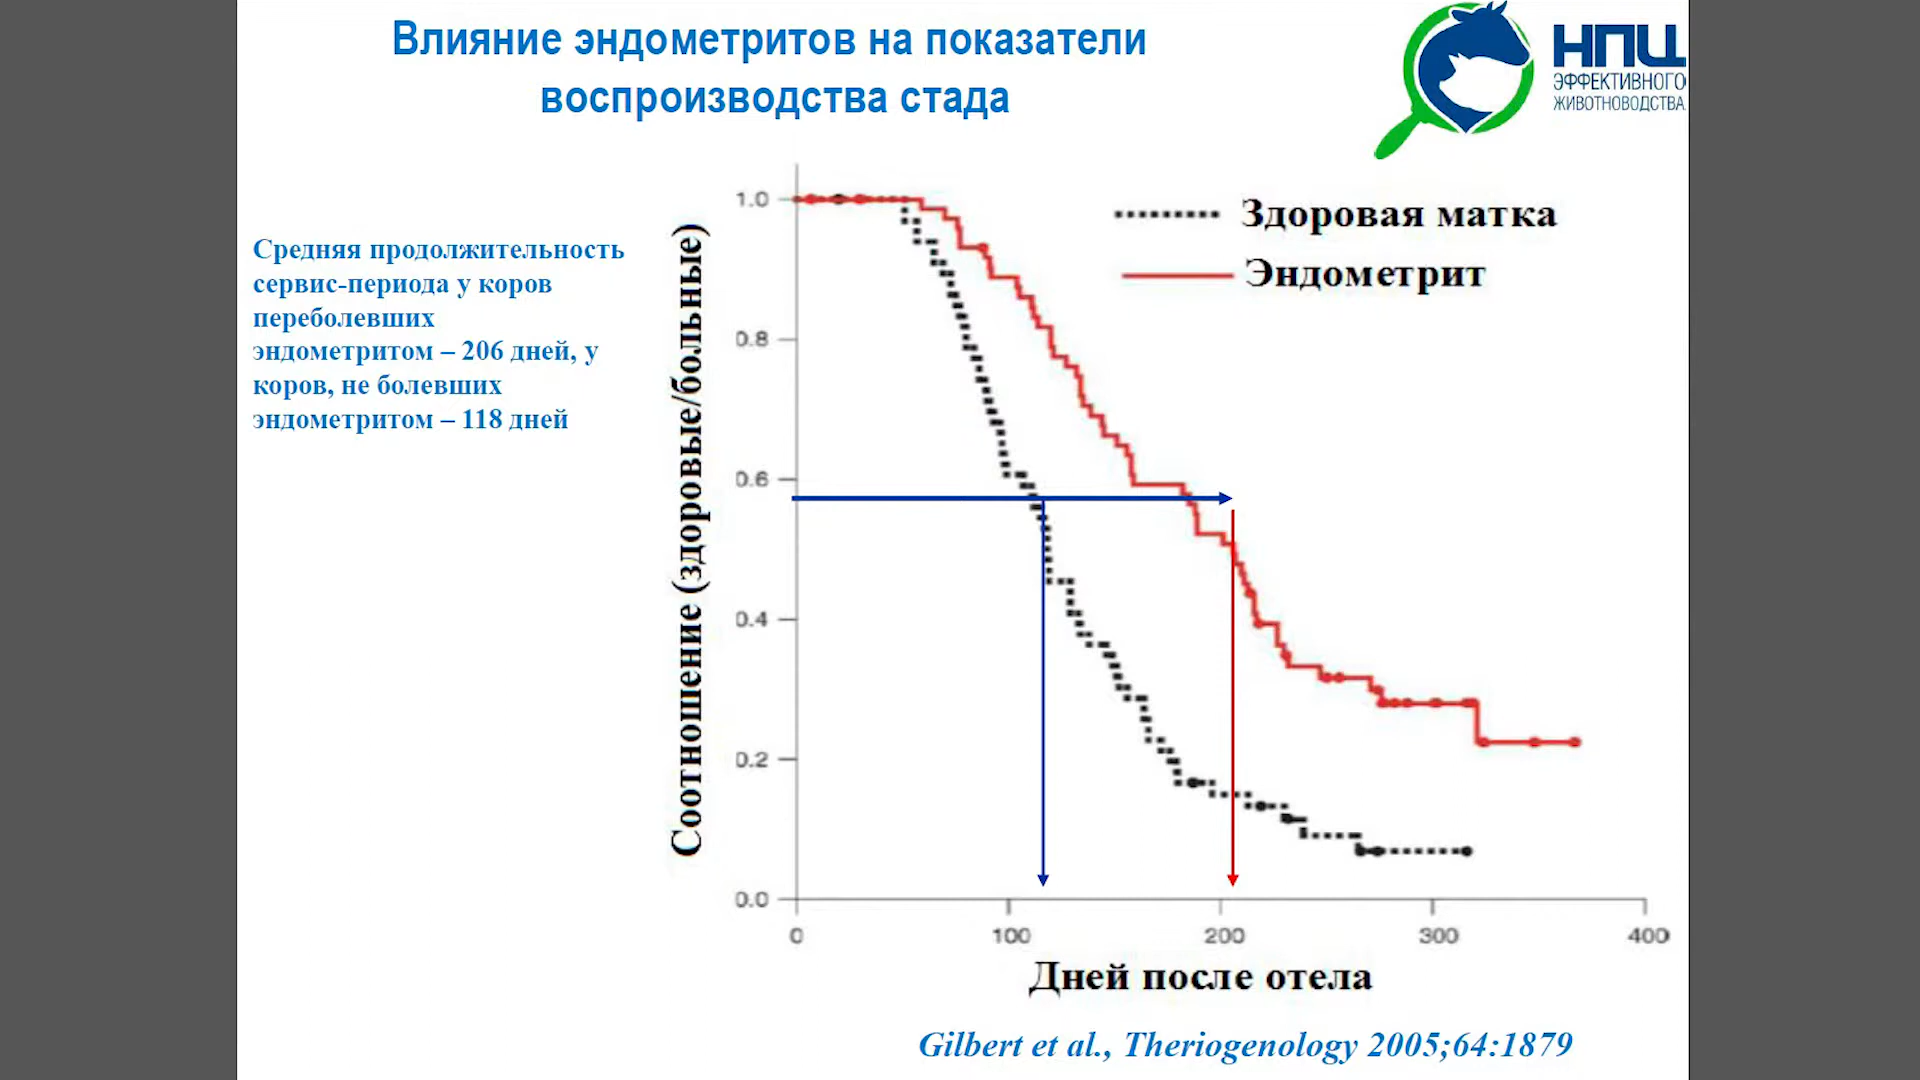 Влияние эндометритов на показатели
воспроизводства стада
НПЦ
ЭФФЕКТИВНОГО
ЖИВОТНОВОДСТВА
Средняя продолжительность
сервис-периода у коров
переболевших
эндометритом – 206 дней, у
коров, не болевших
эндометритом – 118 дней
Соотношение (здоровые/больные)
1.0
0.8
0.6
0.4
0.2
0.0
Здоровая матка
Эндометрит
0
100
200
300
400
Дней после отела
Gilbert et al., Theriogenology 2005;64:1879